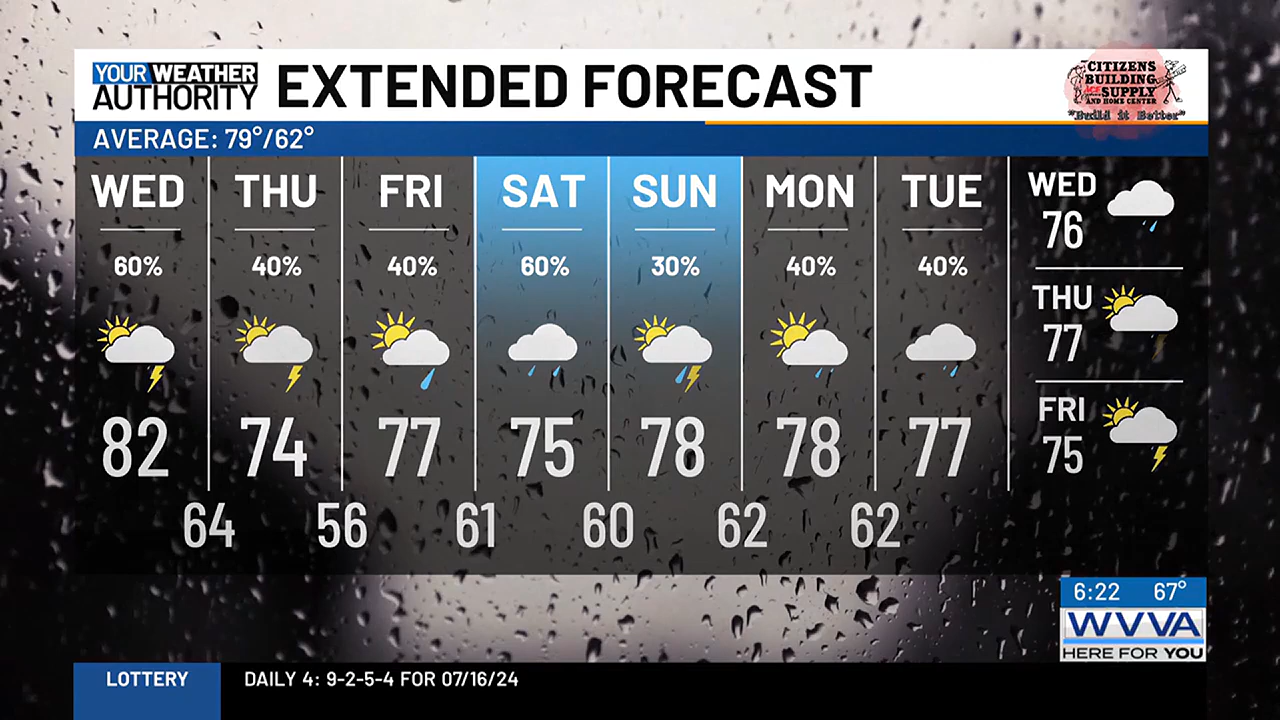 YOUR WEATHER
AUTHORITY
EXTENDED FORECAST
CITIZENS
BUILDING
ACE SUPPLY
AND HOME CENTER
"Build it Better"
AVERAGE: 79°/62°
WED THU FRI SAT SUN MON TUE
60% 40% 40% 60% 30% 40% 40%
82 74 77 75 78 78 77
64 56 61 60 62 62
WED
76
THU
77
FRI
75
6:22 67°
WVVA
HERE FOR YOU
LOTTERY DAILY 4: 9-2-5-4 FOR 07/16/24